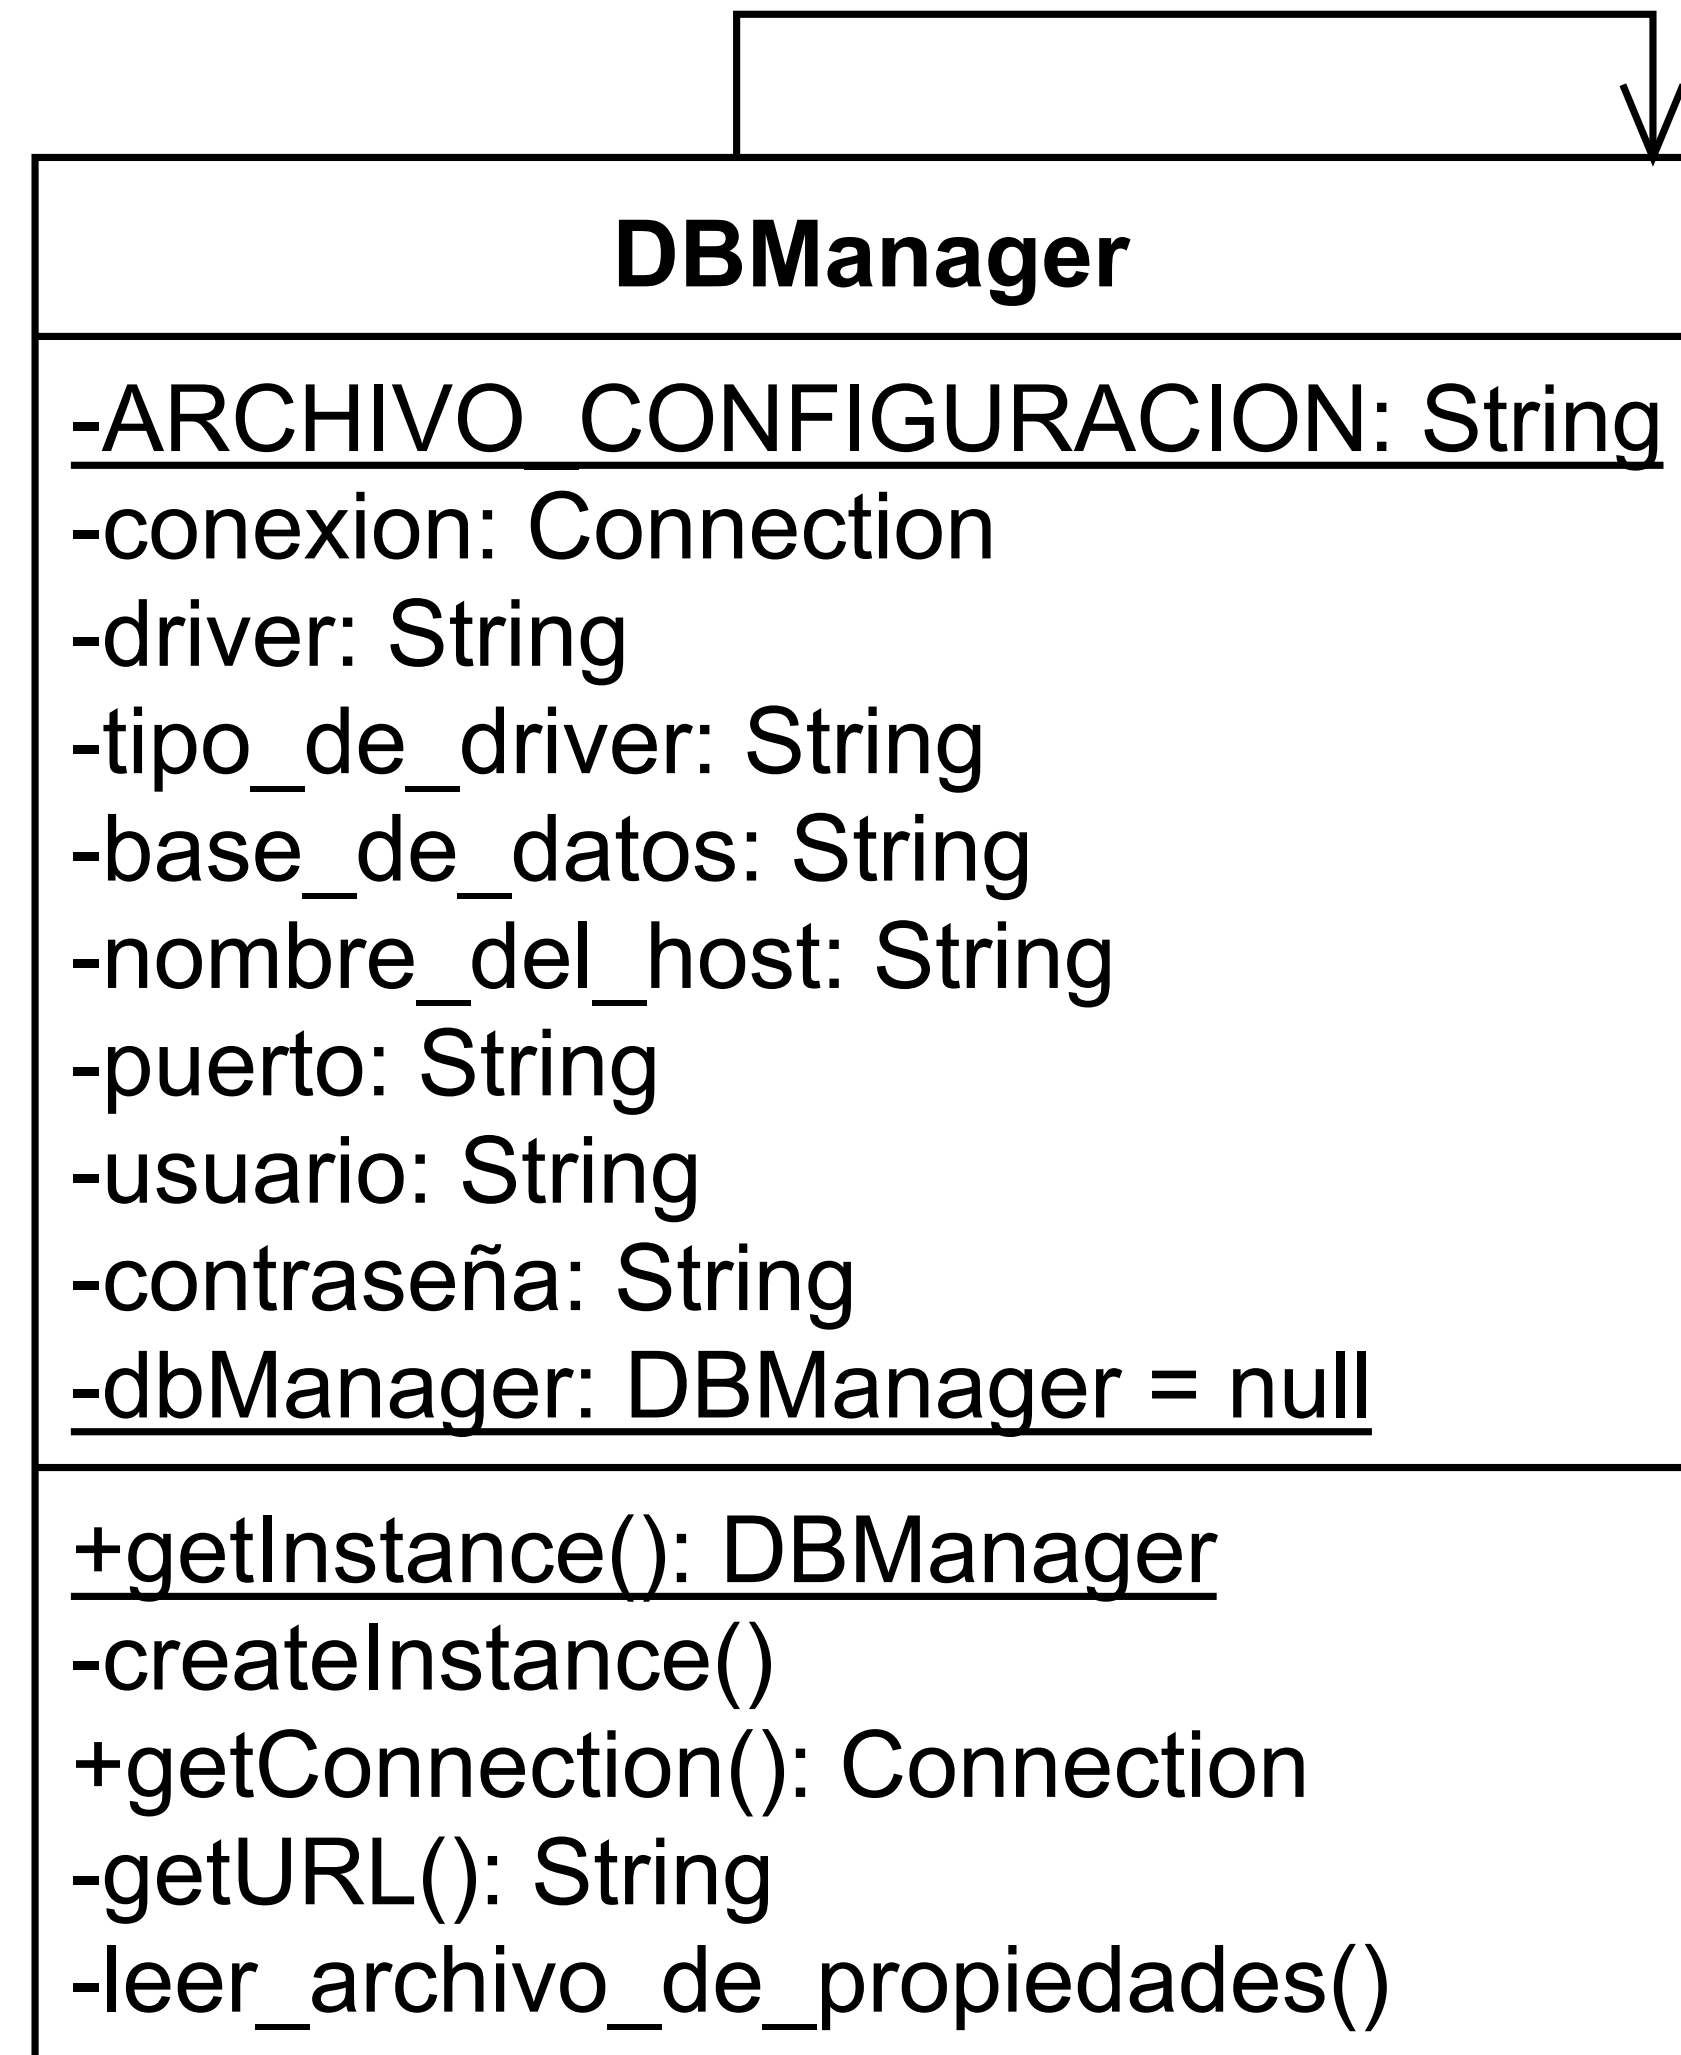 DBManager
-ARCHIVO_CONFIGURACION: String
-conexion: Connection
-driver: String
-tipo_de_driver: String
-base_de_datos: String
-nombre_del_host: String
-puerto: String
-usuario: String
-contraseña: String
-dbManager: DBManager = null
+getInstance(): DBManager
-createInstance()
+getConnection(): Connection
-getURL(): String
-leer_archivo_de_propiedades()